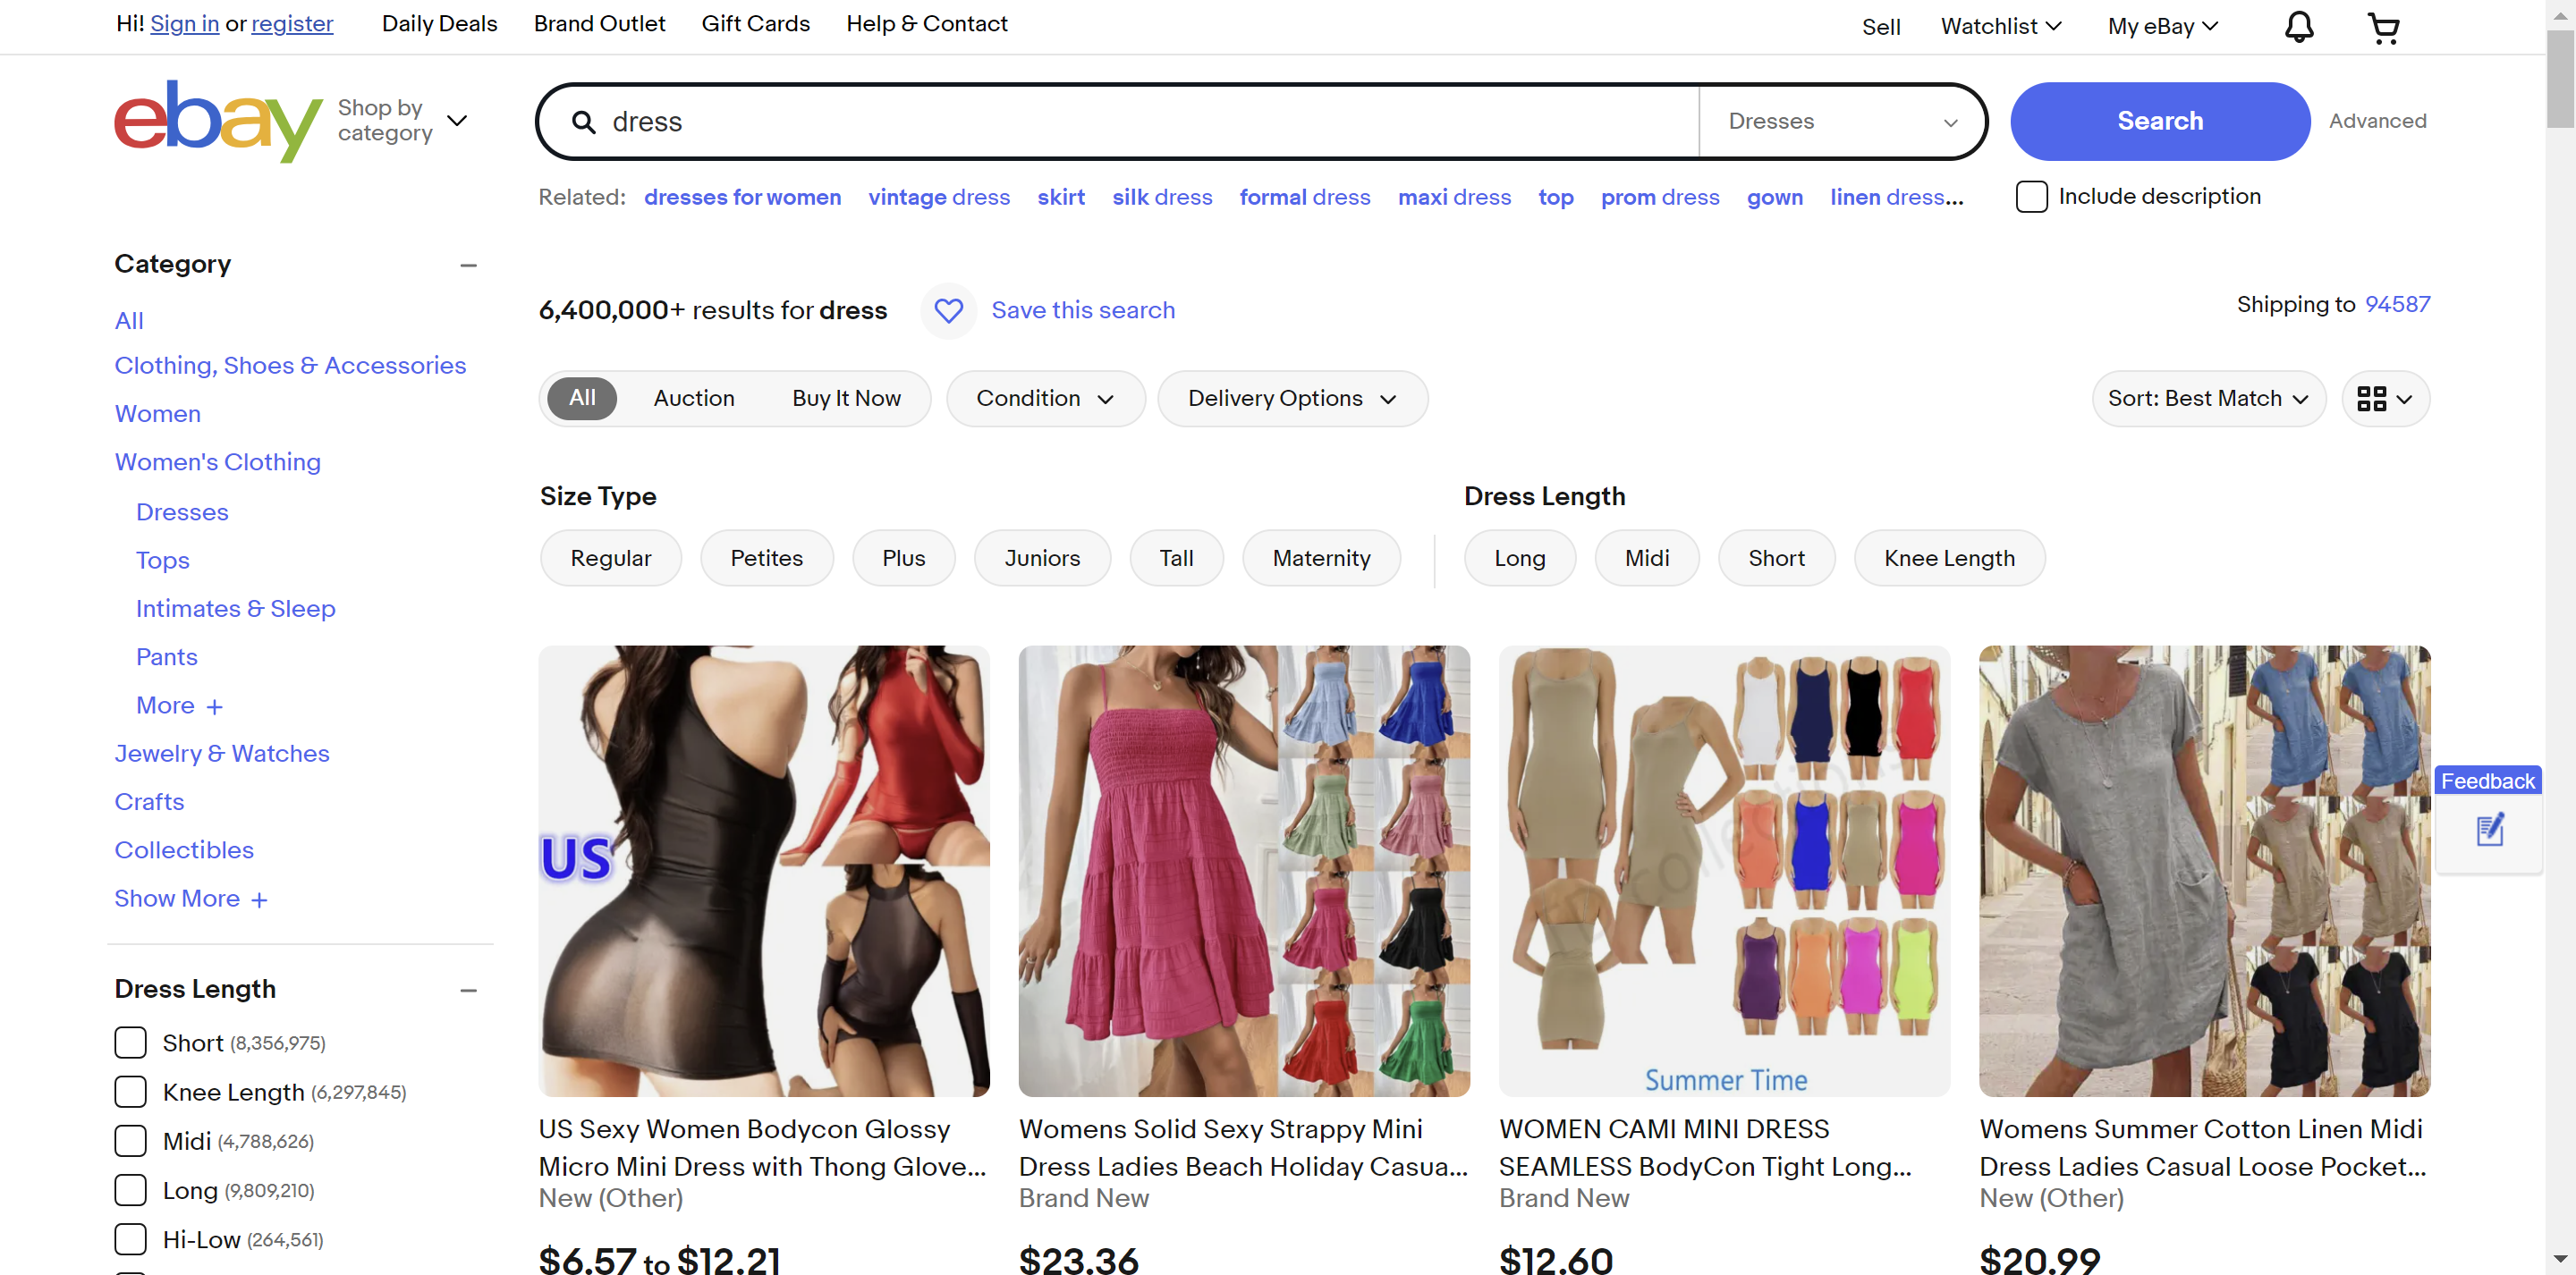 Hi! Sign in or register Daily Deals Brand Outlet Gift Cards Help & Contact Sell Watchlist My eBay
ebay Shop by category dress Dresses Search Advanced
Related: dresses for women vintage dress skirt silk dress formal dress maxi dress top prom dress gown linen dress... Include description
Category
All
Clothing, Shoes & Accessories
Women
Women's Clothing
Dresses
Tops
Intimates & Sleep
Pants
More +
Jewelry & Watches
Crafts
Collectibles
Show More +
Dress Length
Short (8,356,975)
Knee Length (6,297,845)
Midi (4,788,626)
Long (9,809,210)
Hi-Low (264,561)
6,400,000+ results for dress Save this search Shipping to 94587
All Auction Buy It Now Condition Delivery Options Sort: Best Match
Size Type Dress Length
Regular Petites Plus Juniors Tall Maternity Long Midi Short Knee Length
US
US Sexy Women Bodycon Glossy
Micro Mini Dress with Thong Glove...
New (Other)
$6.57 to $12.21
Womens Solid Sexy Strappy Mini
Dress Ladies Beach Holiday Casua...
Brand New
$23.36
Summer Time
WOMEN CAMI MINI DRESS
SEAMLESS BodyCon Tight Long...
Brand New
$12.60
Womens Summer Cotton Linen Midi
Dress Ladies Casual Loose Pocket...
New (Other)
$20.99
Feedback